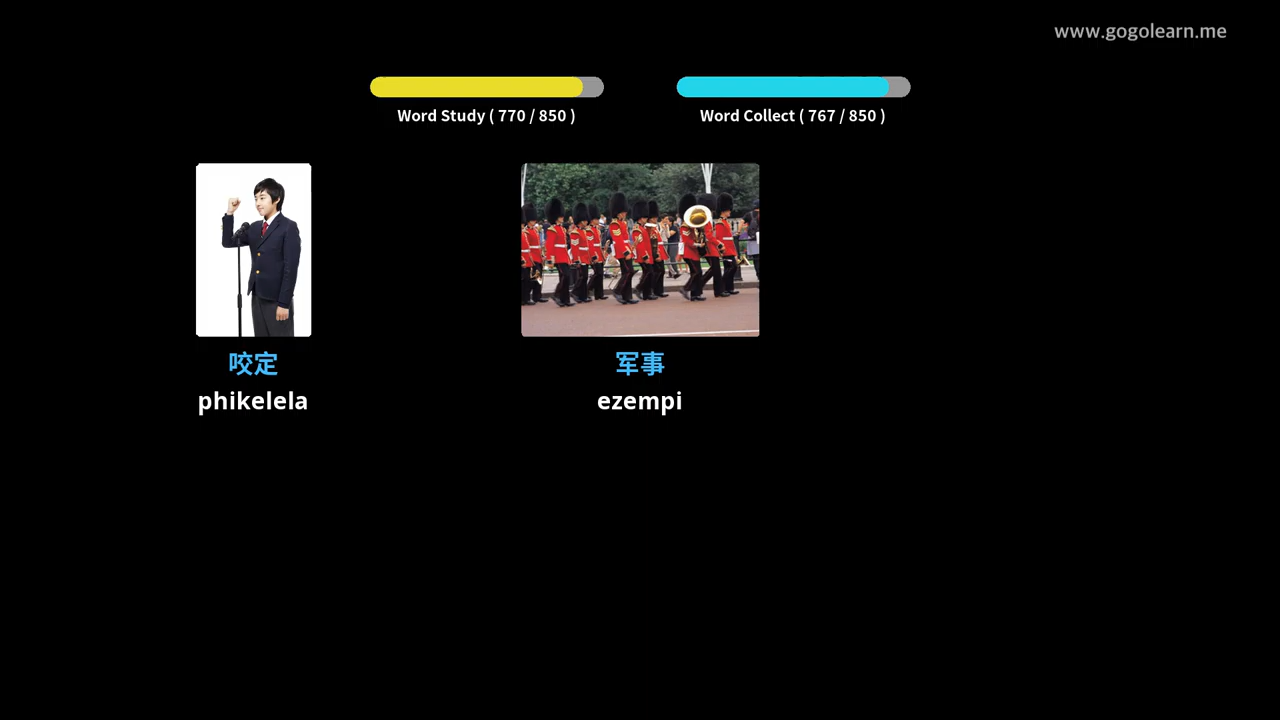 www.gogolearn.me
Word Study ( 770 / 850 )
Word Collect ( 767 / 850 )
咬定
phikelela
军事
ezempi